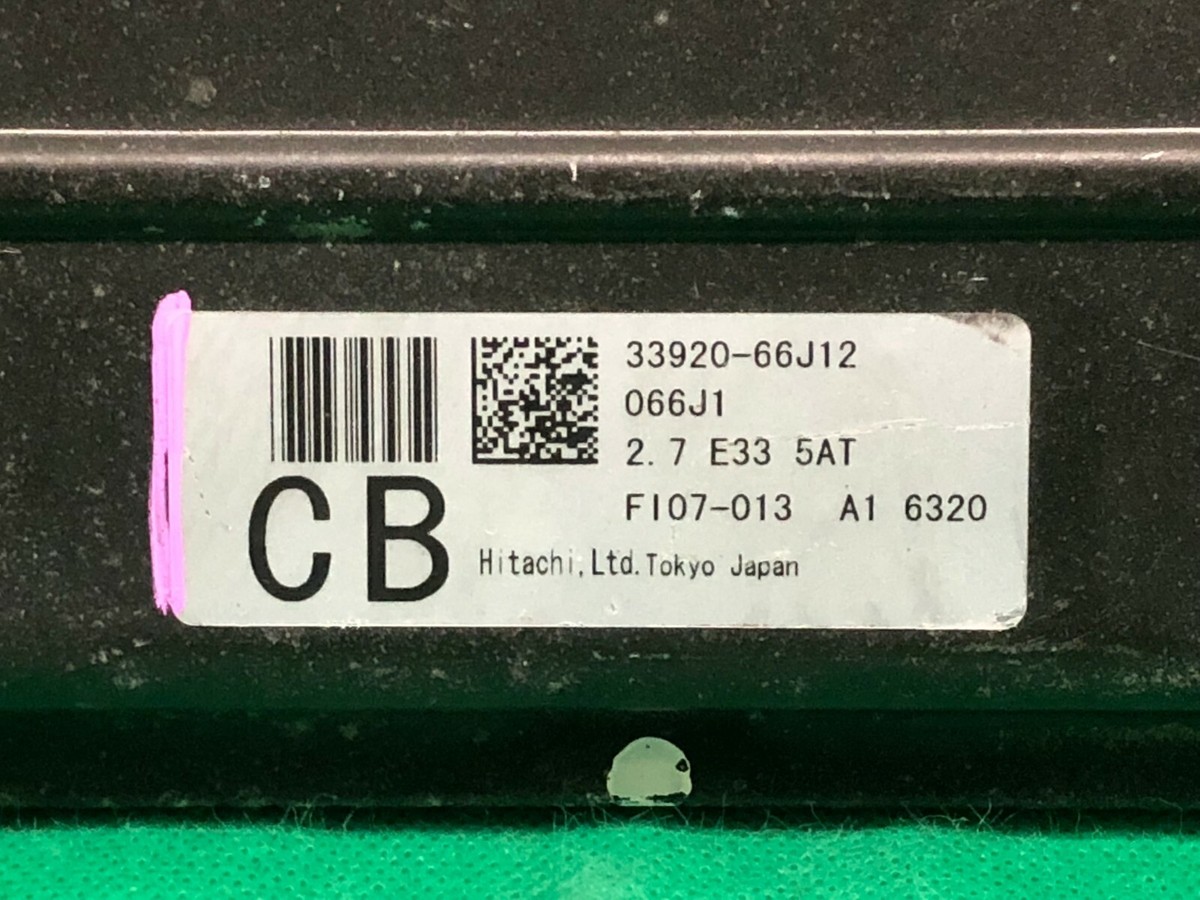 33920-66J12
066J1
2.7 E33 5AT
FI07-013 A1 6320
CB
Hitachi,Ltd.Tokyo Japan